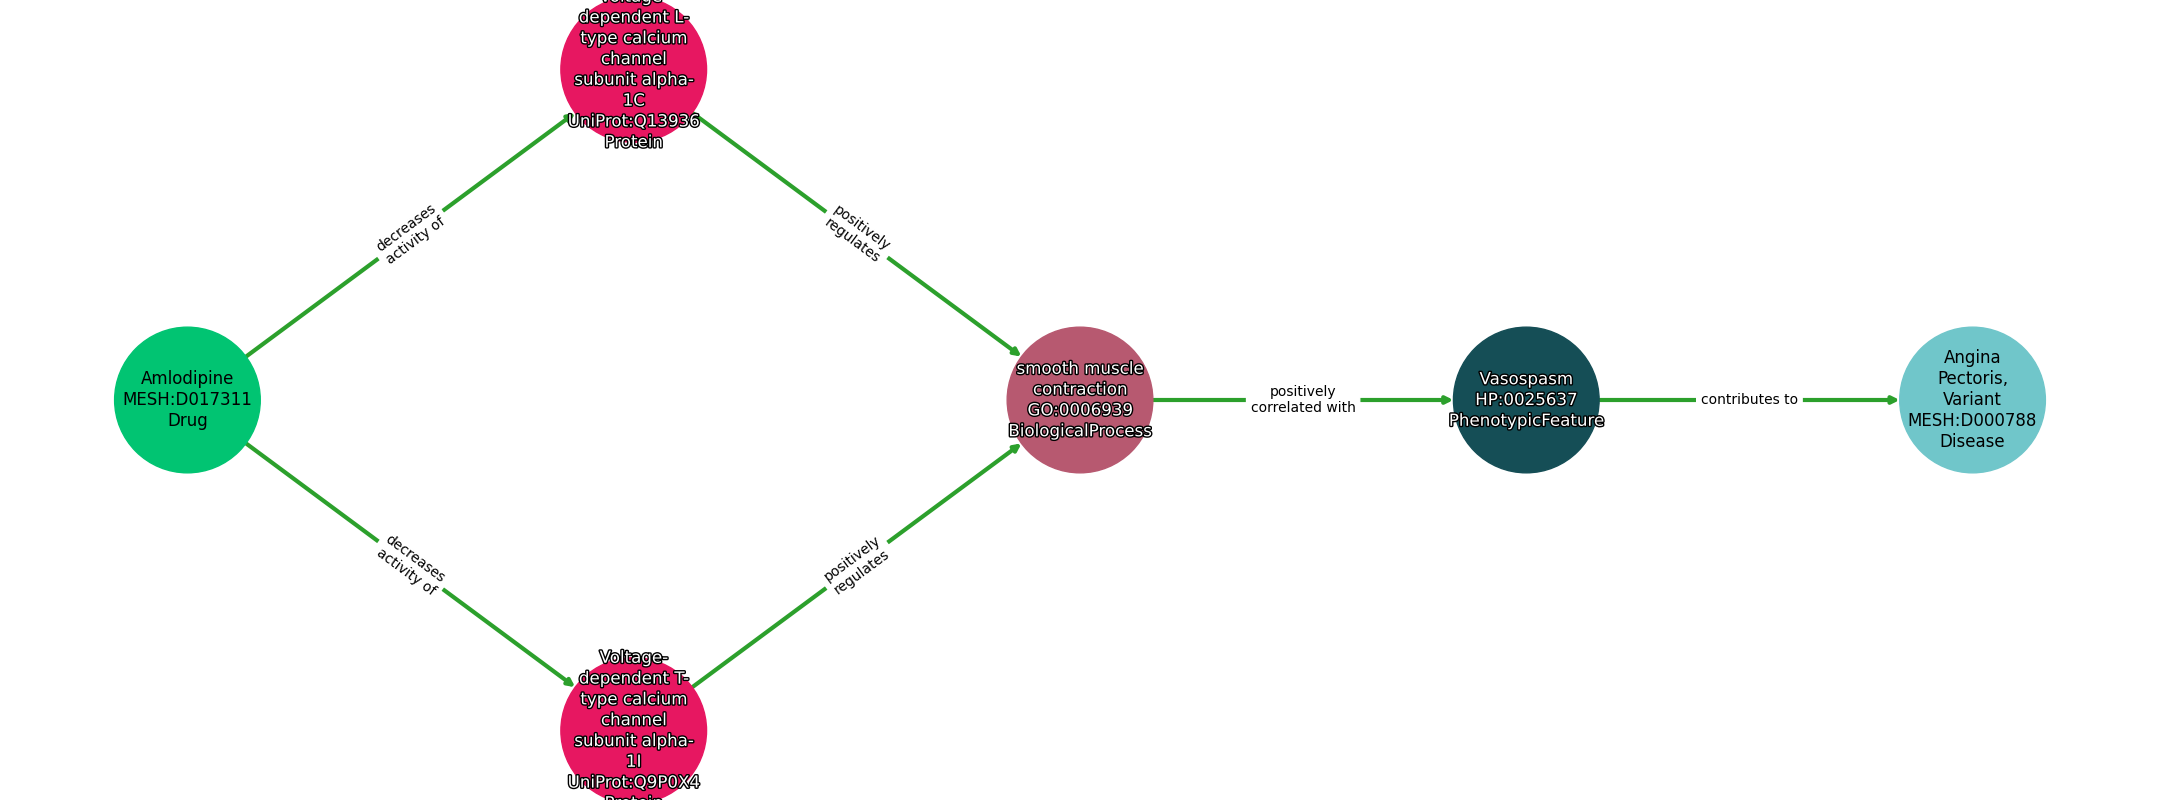 Voltage-
dependent L-
type calcium
channel
subunit alpha-
1C
UniProt:Q13936
Protein
decreases
activity of
positively
regulates
Amlodipine
MESH:D017311
Drug
smooth muscle
contraction
GO:0006939
BiologicalProcess
positively
correlated with
Vasospasm
HP:0025637
PhenotypicFeature
contributes to
Angina
Pectoris,
Variant
MESH:D000788
Disease
decreases
activity of
positively
regulates
Voltage-
dependent T-
type calcium
channel
subunit alpha-
1I
UniProt:Q9P0X4
Protein